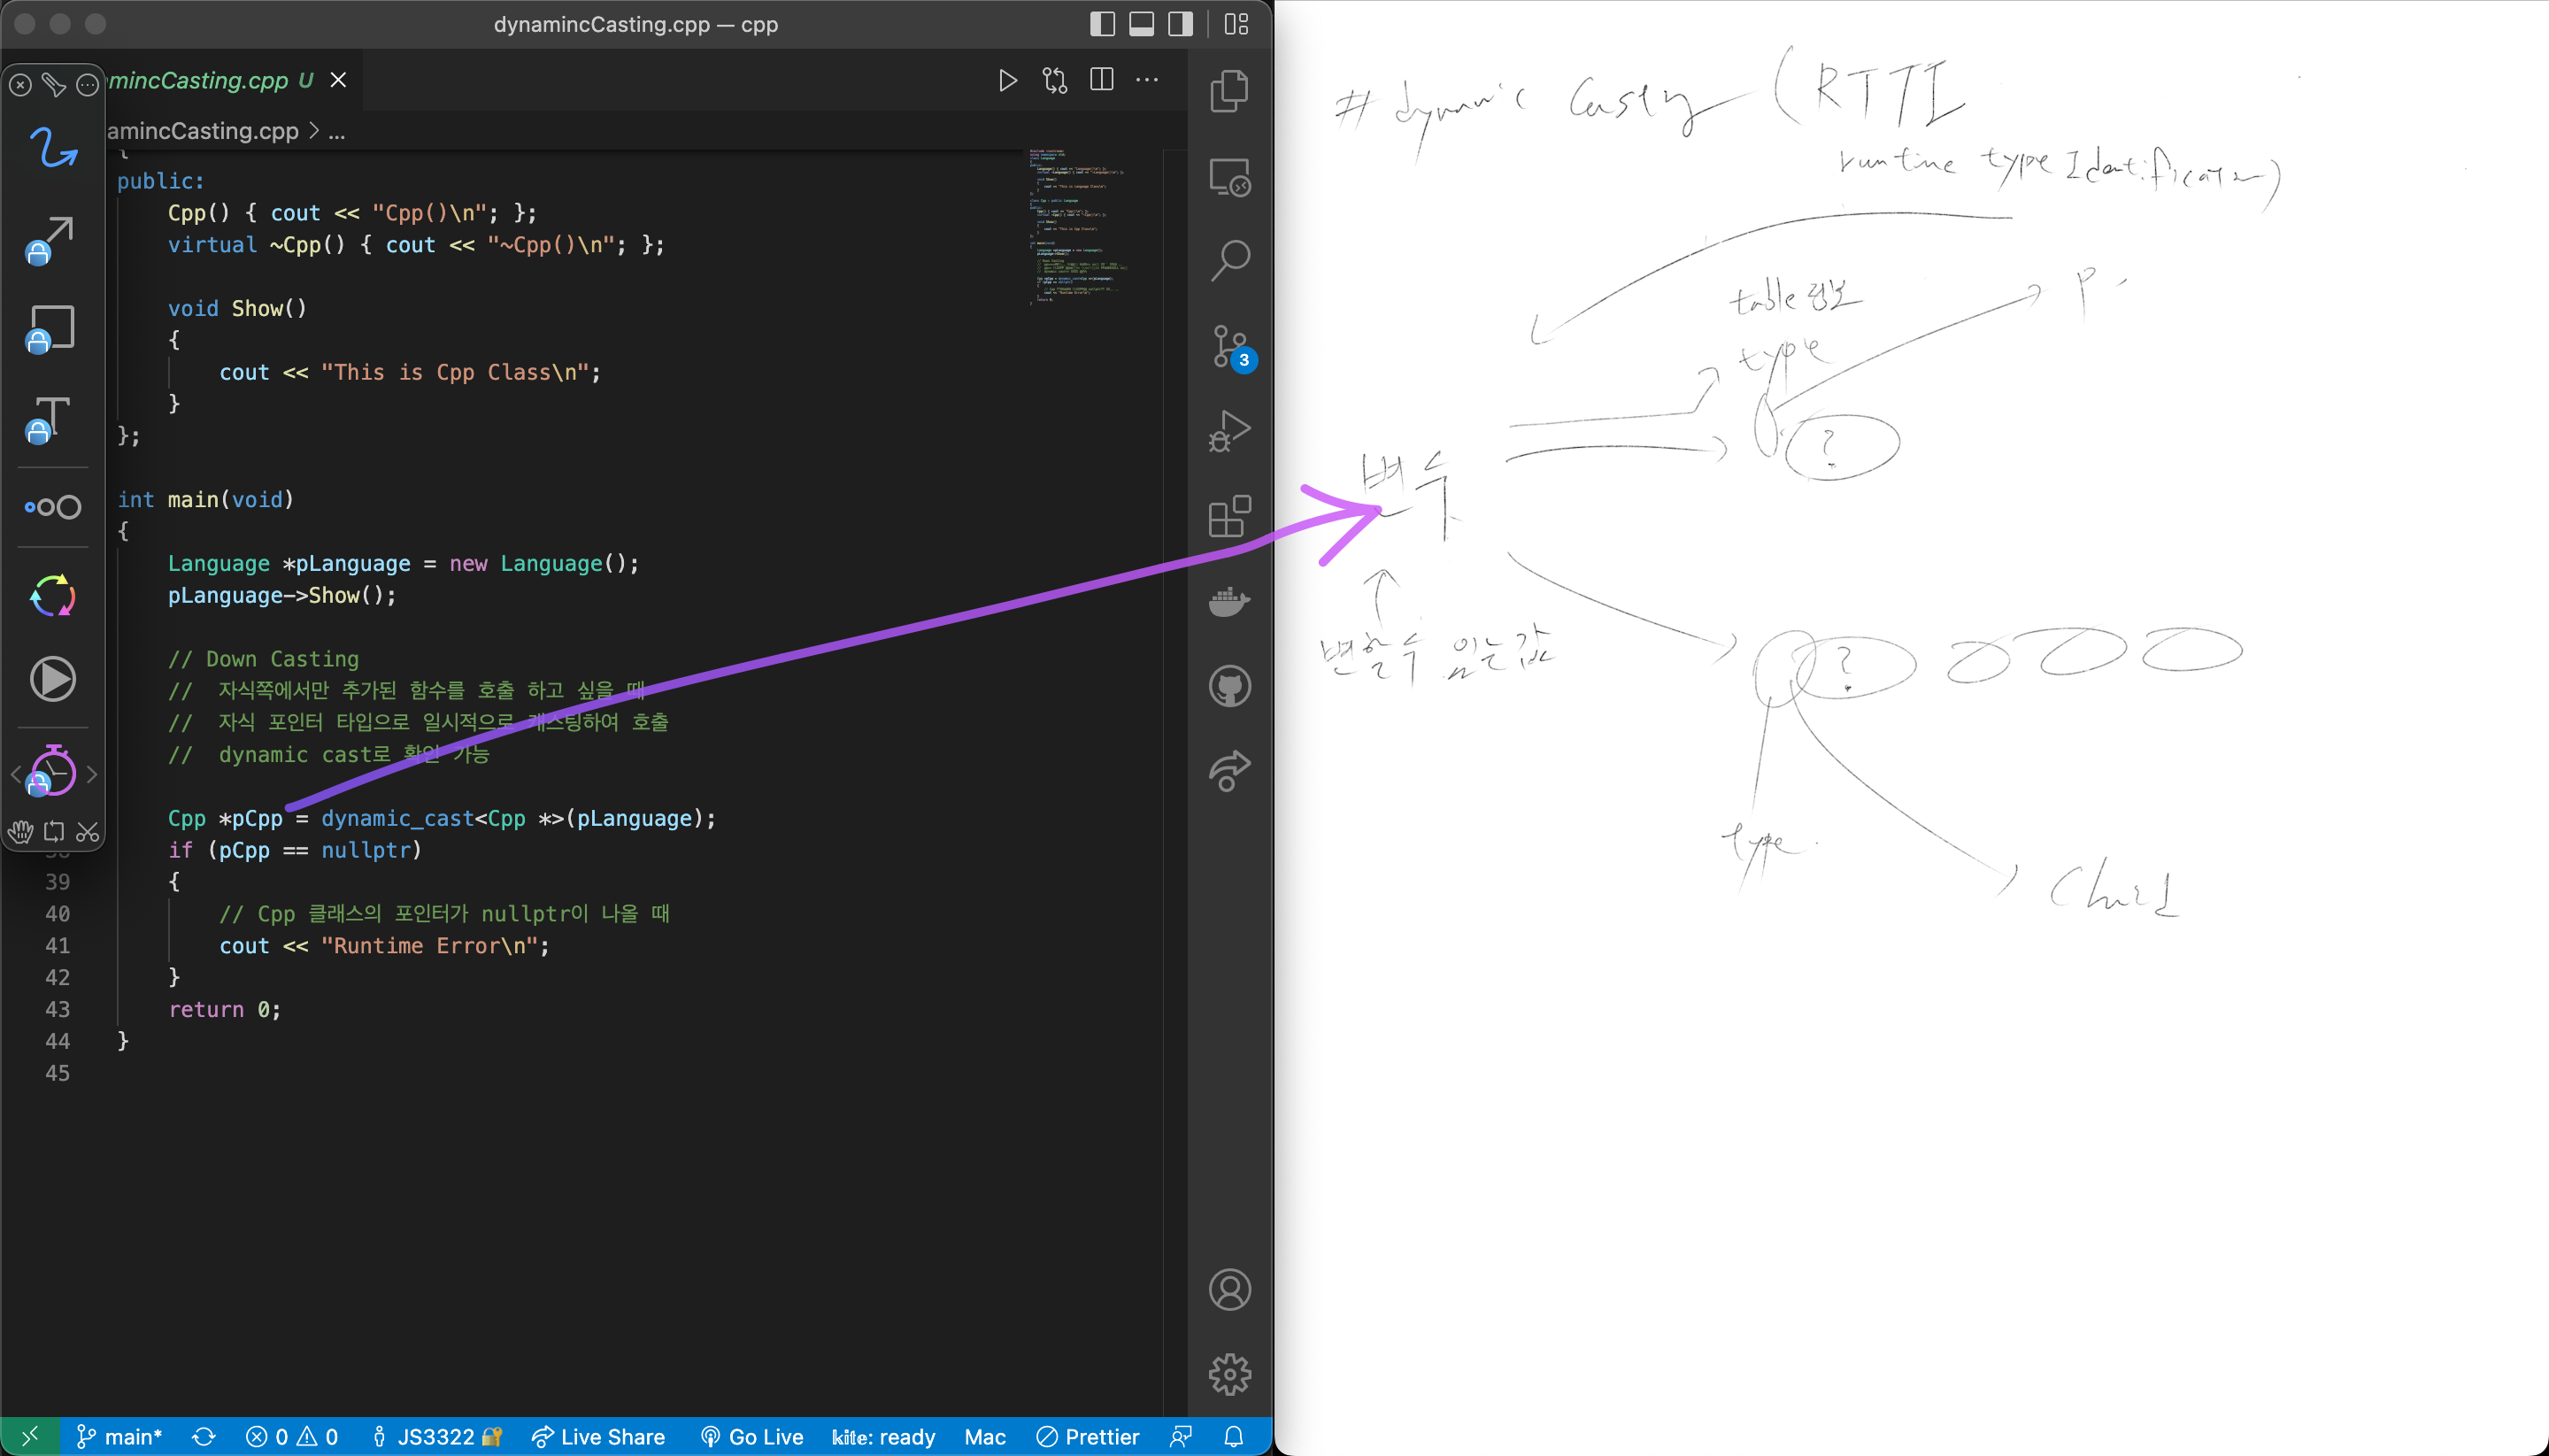 dynamincCasting.cpp — cpp
mincCasting.cpp U
amincCasting.cpp > ...
{
public:
Cpp() { cout << "Cpp()\n"; };
virtual ~Cpp() { cout << "~Cpp()\n"; };
void Show()
{
cout << "This is Cpp Class\n";
}
};
int main(void)
{
Language *pLanguage = new Language();
pLanguage->Show();
// Down Casting
// 자식쪽에서만 추가된 함수를 호출 하고 싶을 때
// 자식 포인터 타입으로 일시적으로 캐스팅하여 호출
// dynamic cast로 확인 가능
Cpp *pCpp = dynamic_cast<Cpp *>(pLanguage);
if (pCpp == nullptr)
39 {
40 // Cpp 클래스의 포인터가 nullptr이 나올 때
41 cout << "Runtime Error\n";
42 }
43 return 0;
44 }
45
3
main* 0 0 JS3322 Live Share Go Live kite: ready Mac Prettier
# dynamic Casting (RTTI
runtime type Identification)
table 정보
P.
type
?
변수
변할수 있는값
?
type.
Child